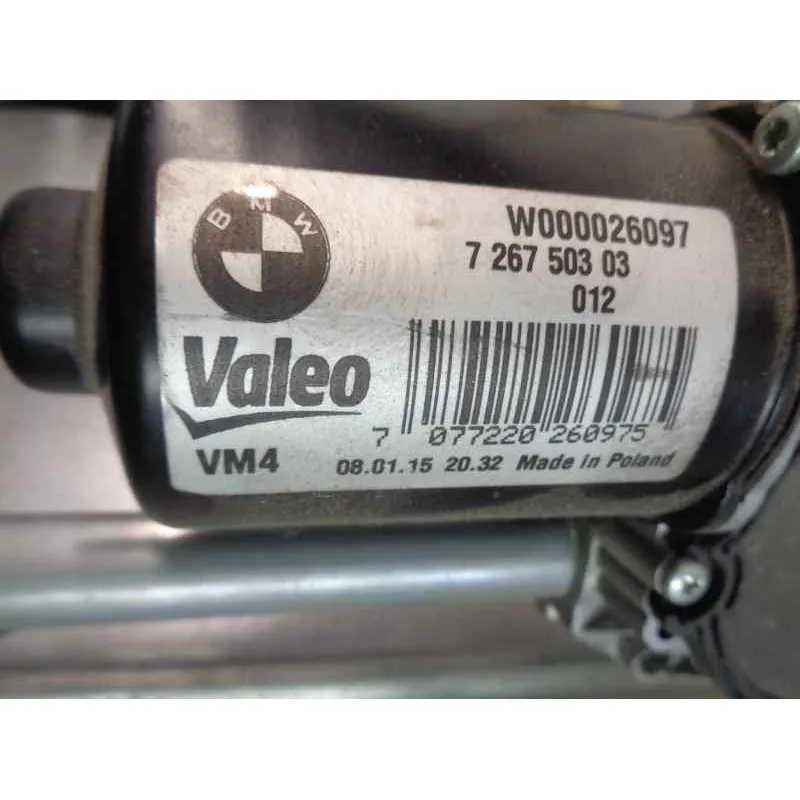 BMW
W000026097
7 267 503 03
012
Valeo
7 077220 260975
VM4 08.01.15 20.32 Made in Poland